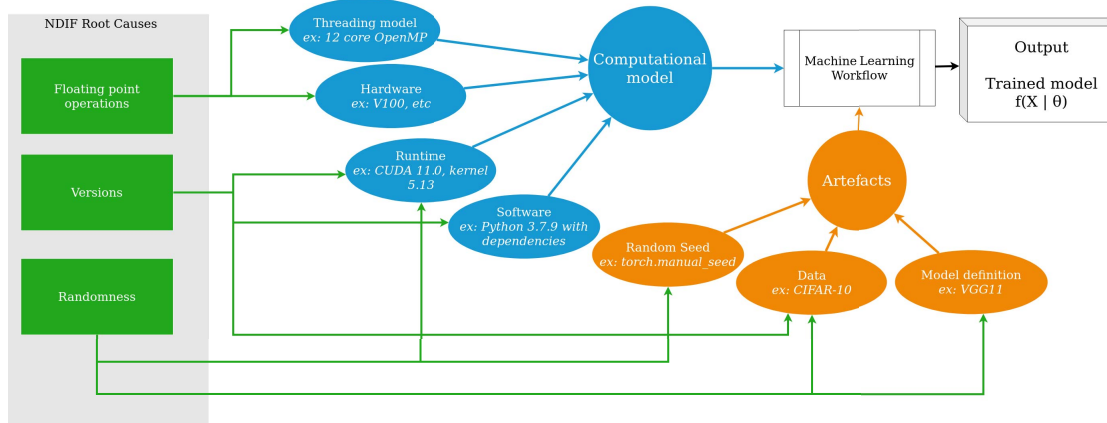 NDIF Root Causes
Floating point
operations
Versions
Randomness
Threading model
ex: 12 core OpenMP
Hardware
ex: V100, etc
Runtime
ex: CUDA 11.0, kernel
5.13
Software
ex: Python 3.7.9 with
dependencies
Computational
model
Random Seed
ex: torch.manual_seed
Data
ex: CIFAR-10
Model definition
ex: VGG11
Artefacts
Machine Learning
Workflow
Output
Trained model
f(X | θ)